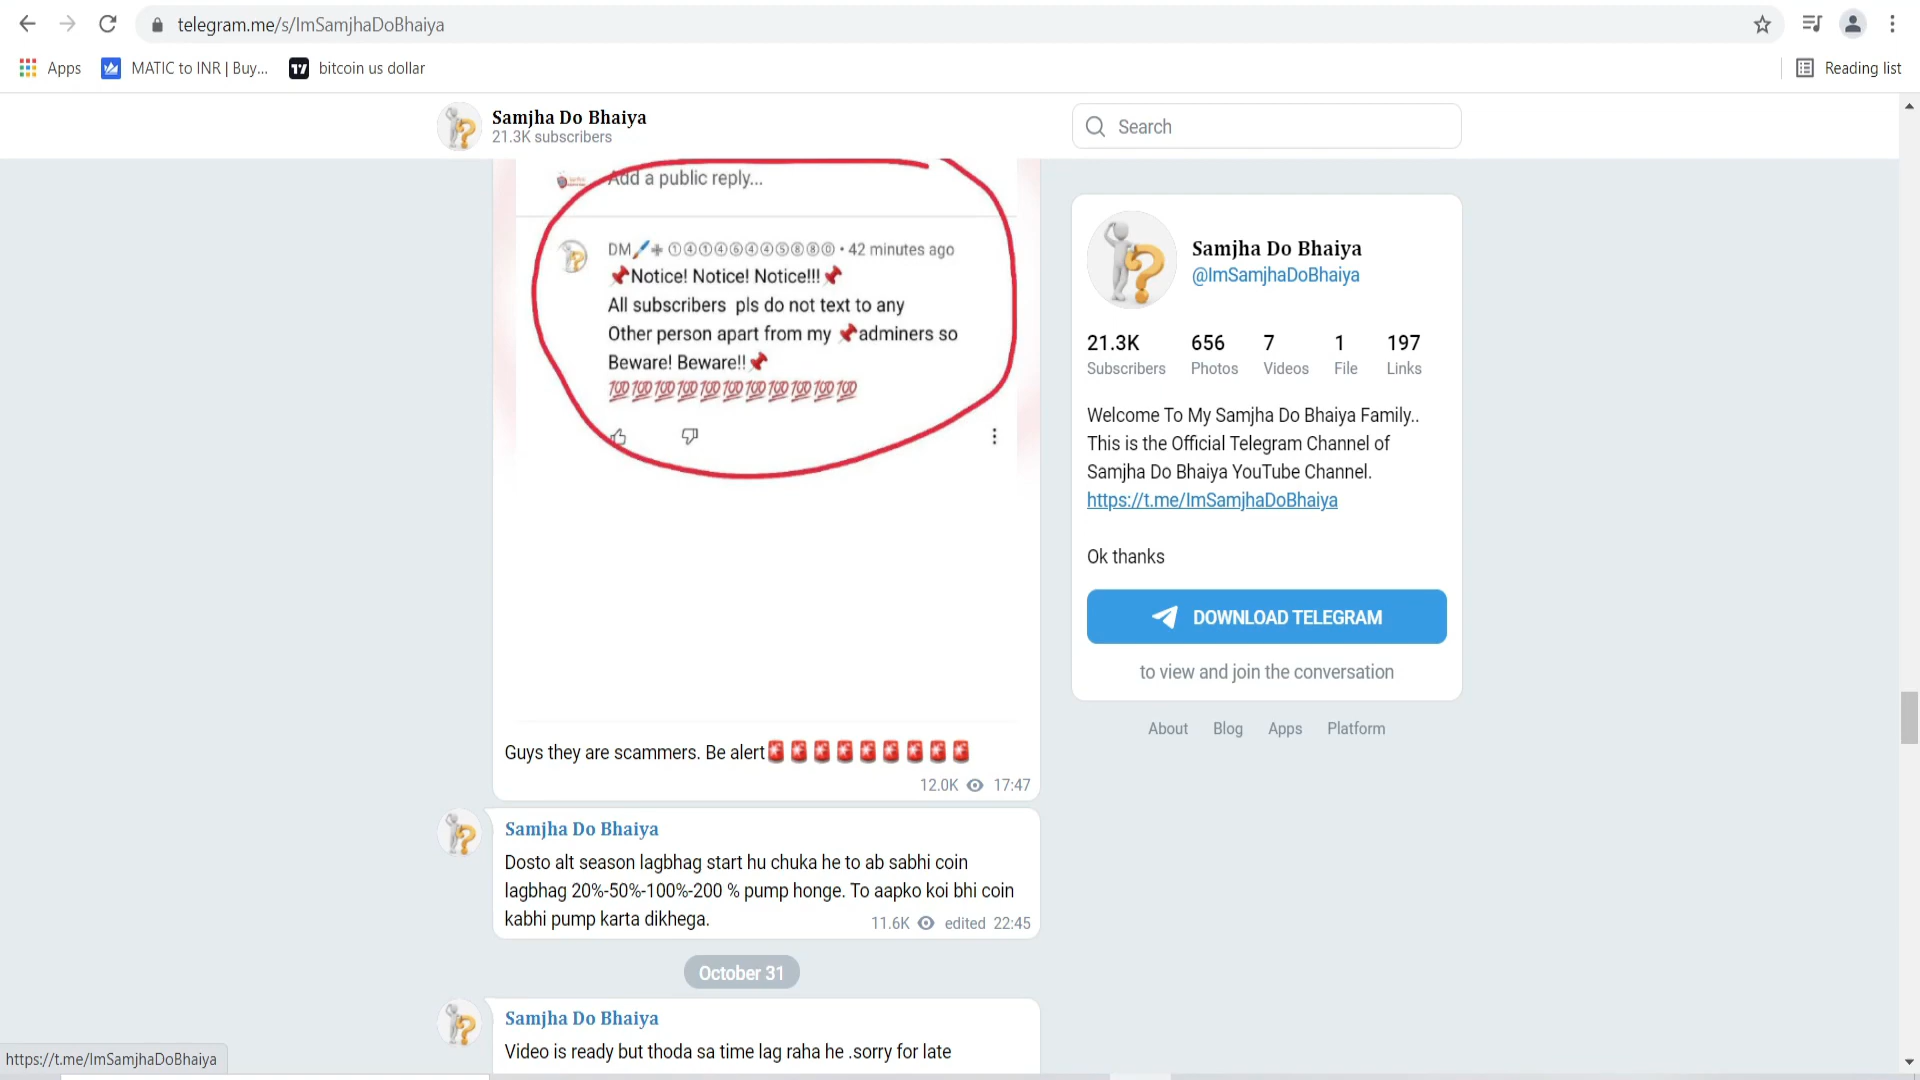 telegram.me/s/ImSamjhaDoBhaiya
Apps MATIC to INR | Buy... bitcoin us dollar Reading list
Samjha Do Bhaiya
21.3K subscribers
Search
Add a public reply...
DM🖌️➕ ①④①④⑥④④⑤⑧⑧⓪ • 42 minutes ago
📌Notice! Notice! Notice!!!📌
All subscribers pls do not text to any
Other person apart from my 📌adminers so
Beware! Beware!!📌
💯💯💯💯💯💯💯💯💯💯💯
Guys they are scammers. Be alert🚨🚨🚨🚨🚨🚨🚨🚨🚨
12.0K 17:47
Samjha Do Bhaiya
Dosto alt season lagbhag start hu chuka he to ab sabhi coin
lagbhag 20%-50%-100%-200 % pump honge. To aapko koi bhi coin
kabhi pump karta dikhega.
11.6K edited 22:45
October 31
Samjha Do Bhaiya
Video is ready but thoda sa time lag raha he .sorry for late
Samjha Do Bhaiya
@ImSamjhaDoBhaiya
21.3K 656 7 1 197
Subscribers Photos Videos File Links
Welcome To My Samjha Do Bhaiya Family..
This is the Official Telegram Channel of
Samjha Do Bhaiya YouTube Channel.
https://t.me/ImSamjhaDoBhaiya
Ok thanks
DOWNLOAD TELEGRAM
to view and join the conversation
About Blog Apps Platform
https://t.me/ImSamjhaDoBhaiya